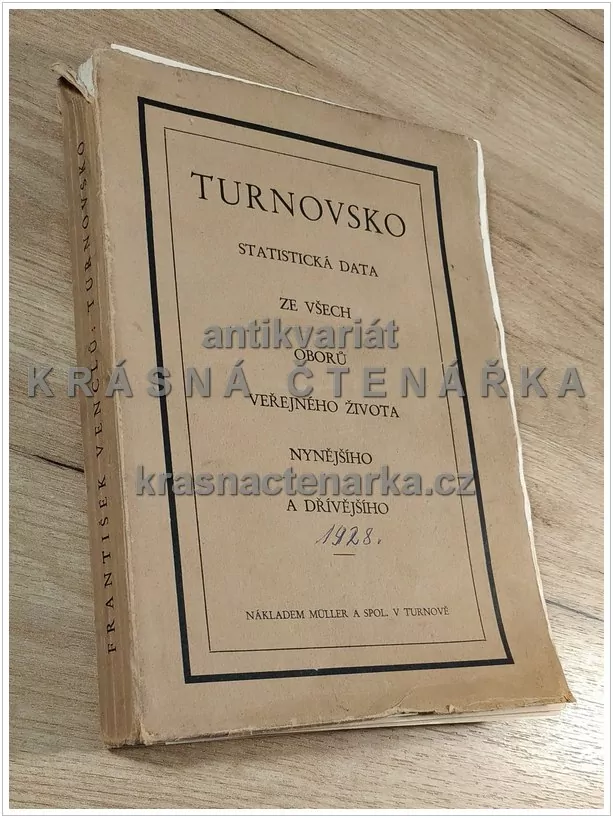 TURNOVSKO
STATISTICKÁ DATA
ZE VŠECH
antikvariát
OBORŮ
KRÁSNÁ ČTENÁŘKA
VEŘEJNÉHO ŽIVOTA
NYNĚJŠÍHO
krasnactenarka.cz
A DŘÍVĚJŠÍHO
1928.
NÁKLADEM MÜLLER A SPOL. V TURNOVĚ
FRANTIŠEK VENCLŮ: TURNOVSKO